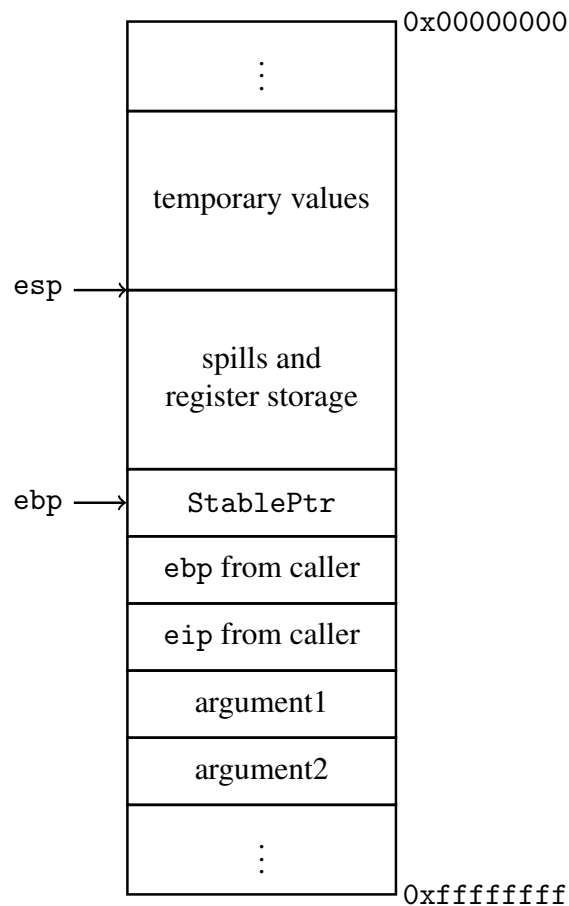 0x00000000
⋮
temporary values
esp
spills and
register storage
ebp
StablePtr
ebp from caller
eip from caller
argument1
argument2
⋮
0xffffffff